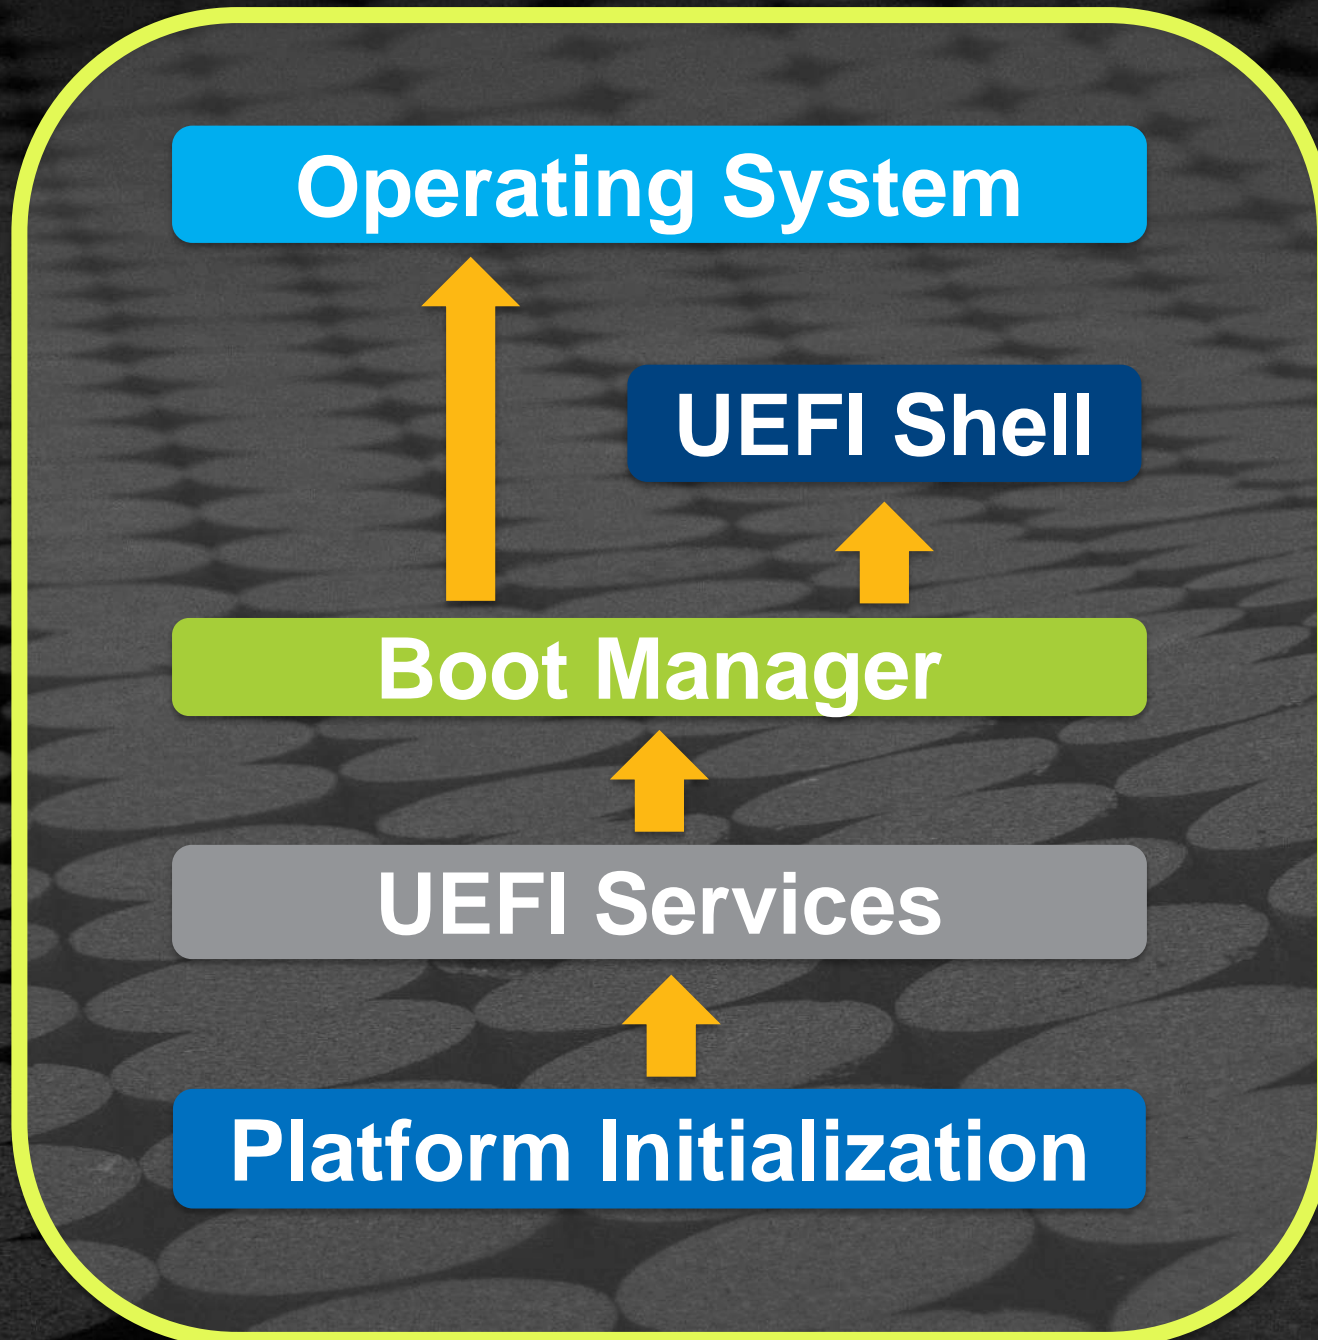 Operating System
UEFI Shell
Boot Manager
UEFI Services
Platform Initialization